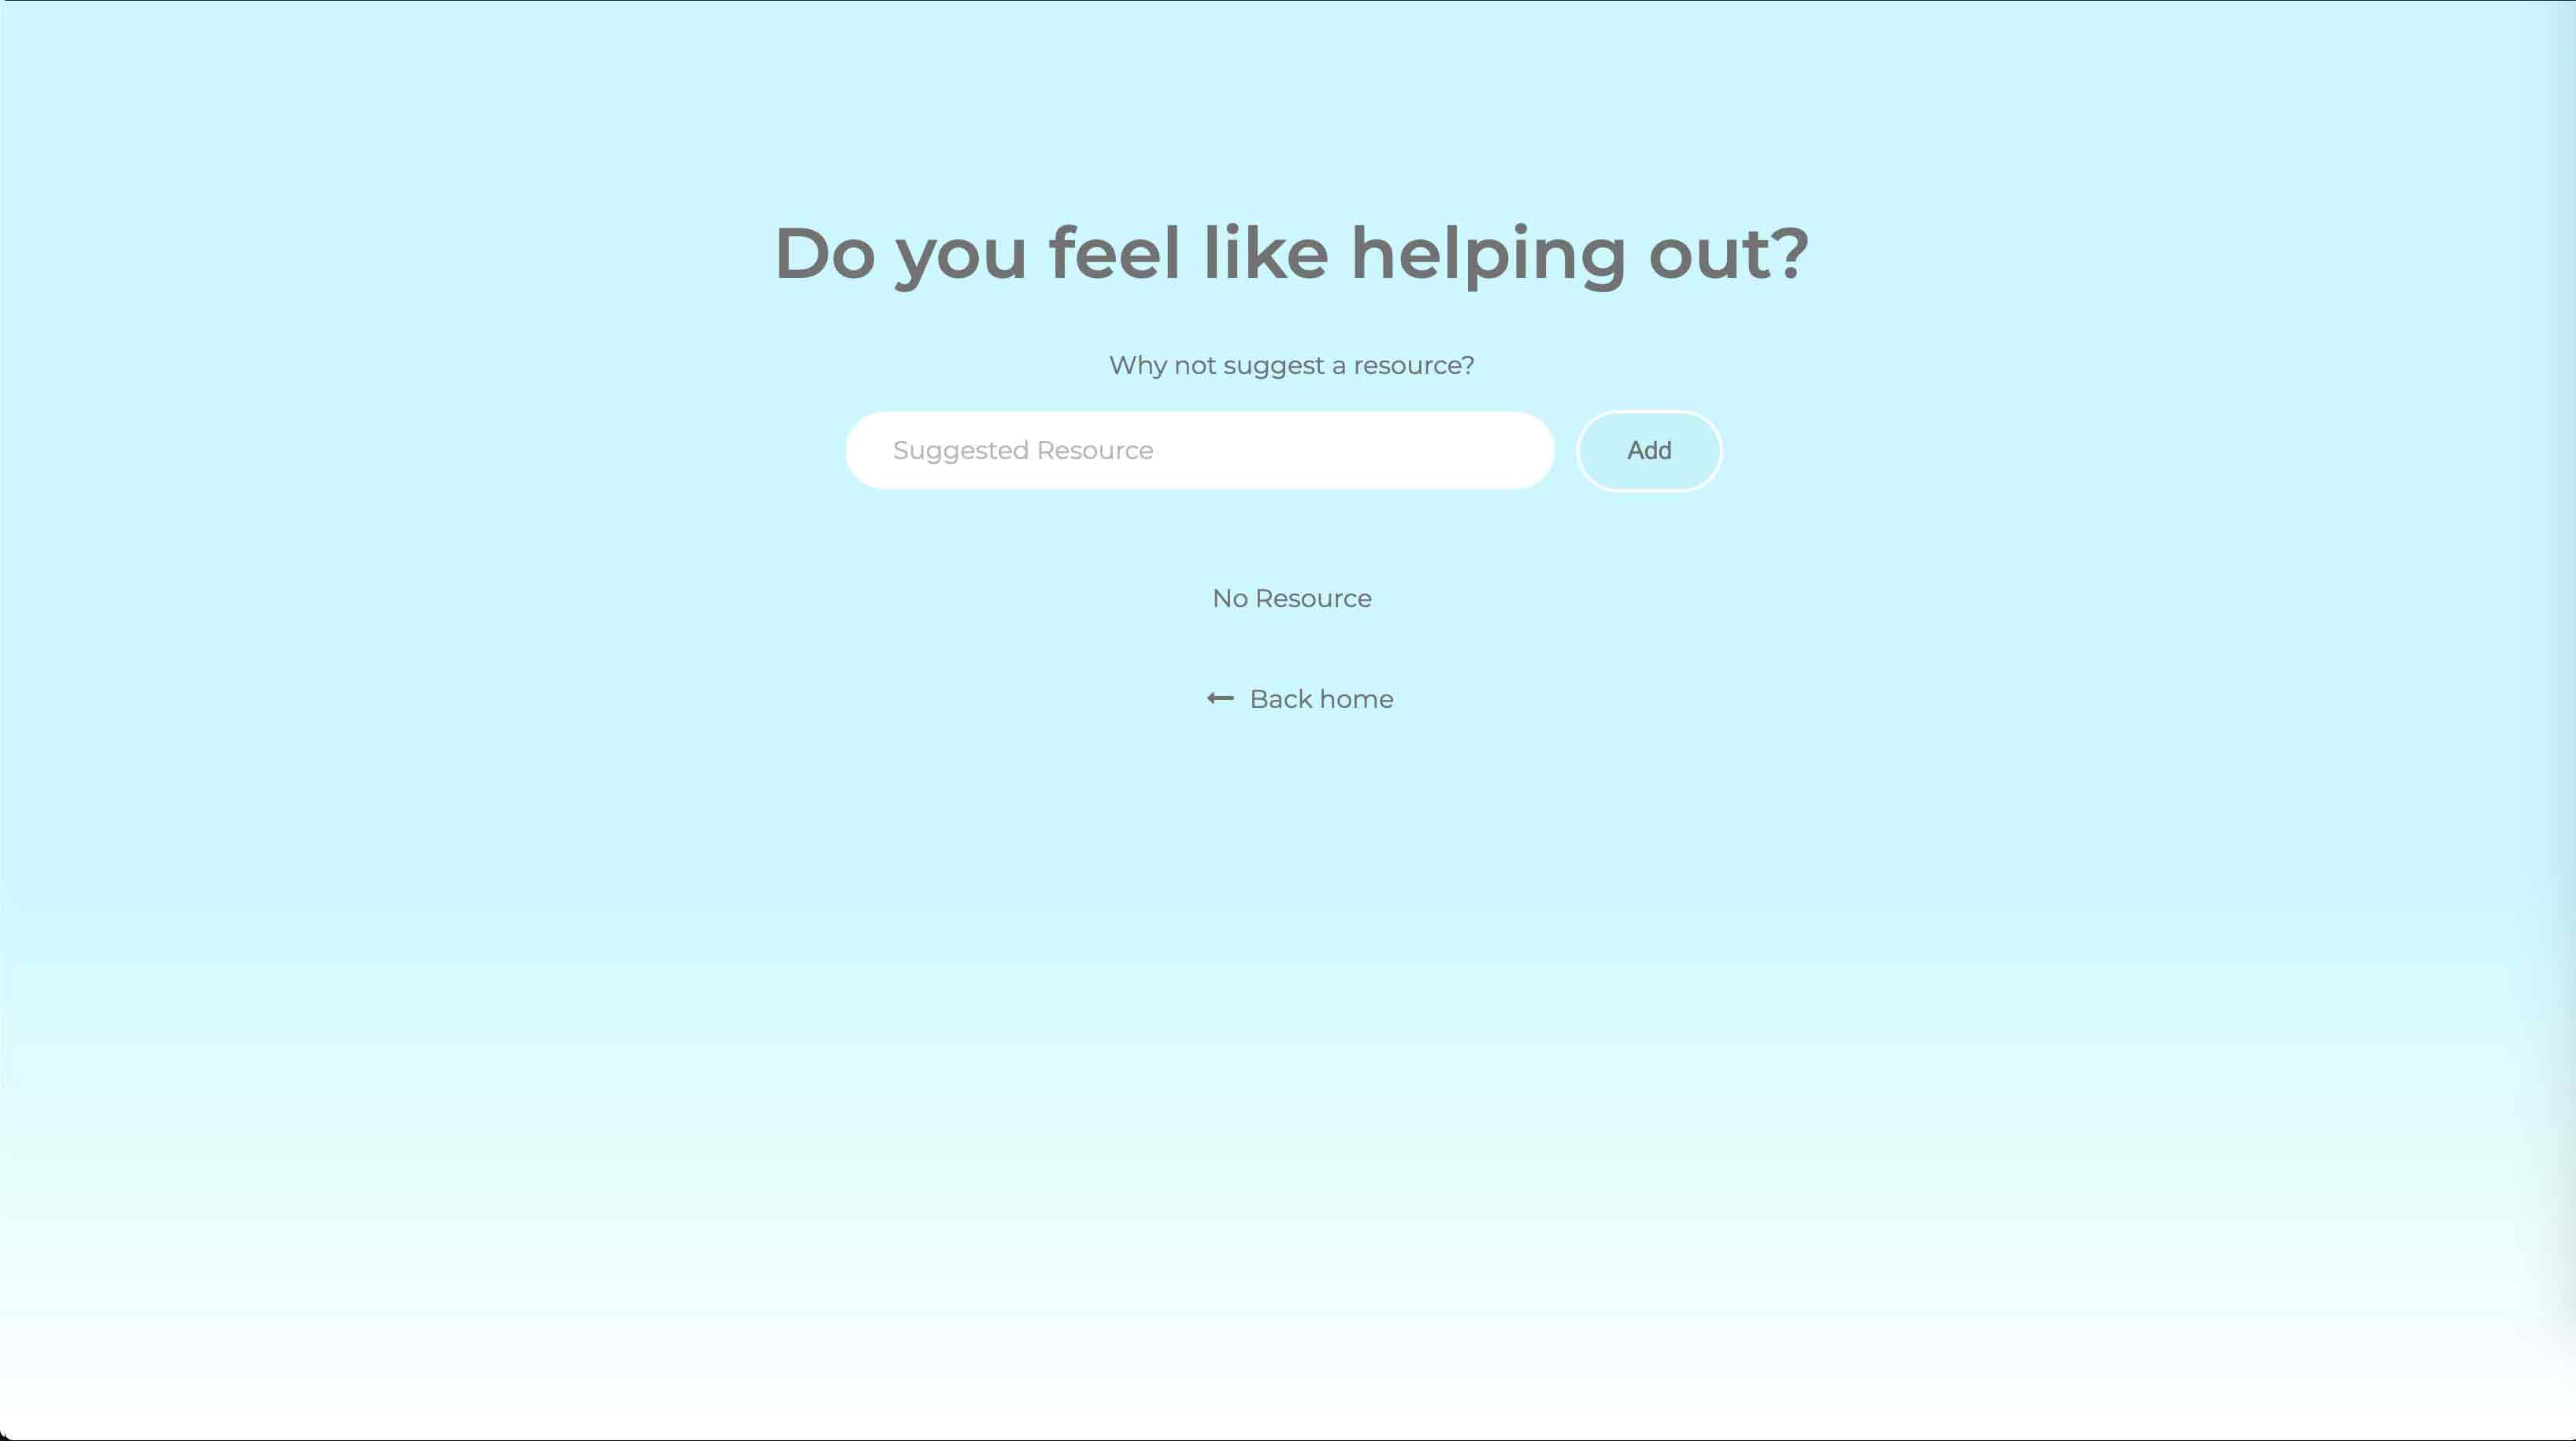 Do you feel like helping out?
Why not suggest a resource?
Suggested Resource
Add
No Resource
Back home